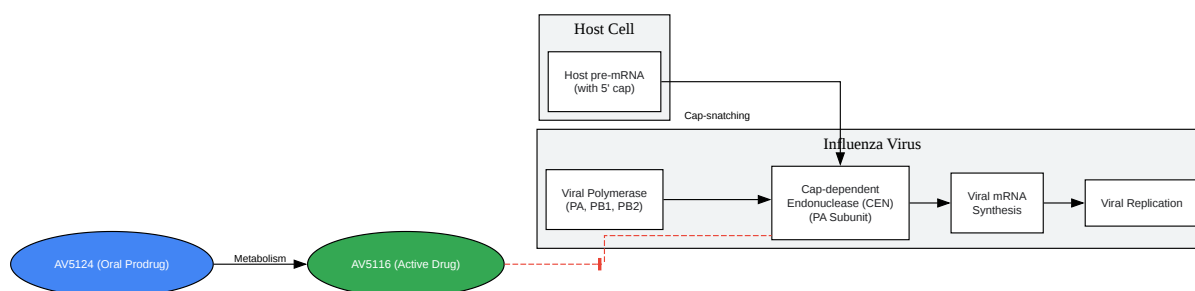 Host Cell
Host pre-mRNA
(with 5' cap)
Cap-snatching
Influenza Virus
Viral Polymerase
(PA, PB1, PB2)
Cap-dependent
Endonuclease (CEN)
(PA Subunit)
Viral mRNA
Synthesis
Viral Replication
AV5124 (Oral Prodrug)
Metabolism
AV5116 (Active Drug)